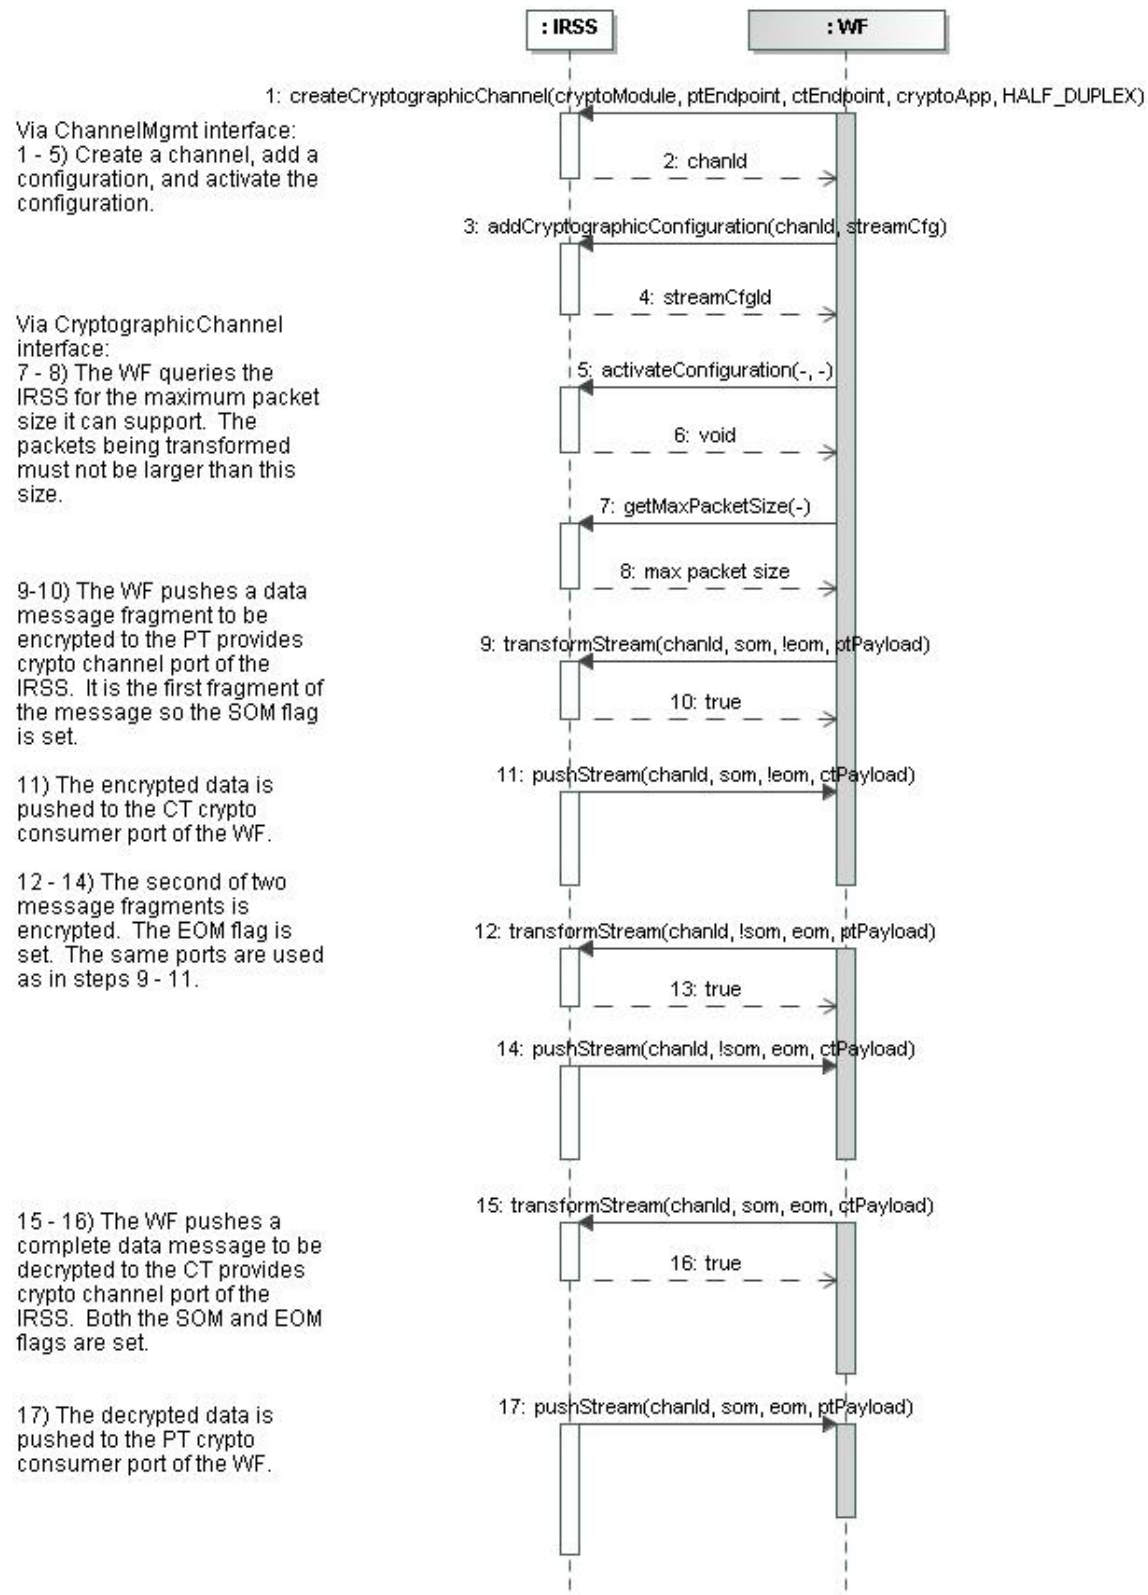 : IRSS
: WF
1: createCryptographicChannel(cryptoModule, ptEndpoint, ctEndpoint, cryptoApp, HALF_DUPLEX)
Via ChannelMgmt interface:
1 - 5) Create a channel, add a
configuration, and activate the
configuration.
2: chanId
3: addCryptographicConfiguration(chanId, streamCfg)
4: streamCfgId
Via CryptographicChannel
interface:
7 - 8) The WF queries the
IRSS for the maximum packet
size it can support. The
packets being transformed
must not be larger than this
size.
5: activateConfiguration(-, -)
6: void
7: getMaxPacketSize(-)
8: max packet size
9-10) The WF pushes a data
message fragment to be
encrypted to the PT provides
crypto channel port of the
IRSS. It is the first fragment of
the message so the SOM flag
is set.
9: transformStream(chanId, som, !eom, ptPayload)
10: true
11) The encrypted data is
pushed to the CT crypto
consumer port of the WF.
11: pushStream(chanId, som, !eom, ctPayload)
12 - 14) The second of two
message fragments is
encrypted. The EOM flag is
set. The same ports are used
as in steps 9 - 11.
12: transformStream(chanId, !som, eom, ptPayload)
13: true
14: pushStream(chanId, !som, eom, ctPayload)
15 - 16) The WF pushes a
complete data message to be
decrypted to the CT provides
crypto channel port of the
IRSS. Both the SOM and EOM
flags are set.
15: transformStream(chanId, som, eom, ctPayload)
16: true
17) The decrypted data is
pushed to the PT crypto
consumer port of the WF.
17: pushStream(chanId, som, eom, ptPayload)